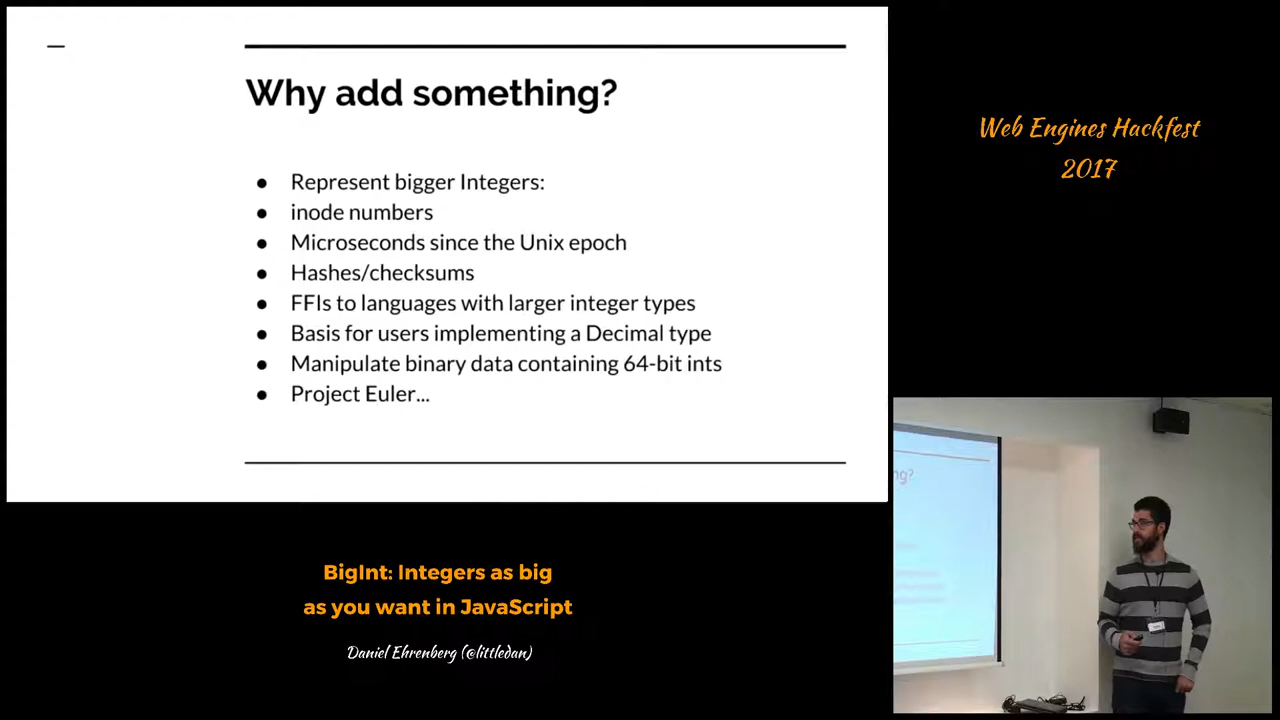 Why add something?
● Represent bigger Integers:
● inode numbers
● Microseconds since the Unix epoch
● Hashes/checksums
● FFIs to languages with larger integer types
● Basis for users implementing a Decimal type
● Manipulate binary data containing 64-bit ints
● Project Euler...
Web Engines Hackfest
2017
ng?
BigInt: Integers as big
as you want in JavaScript
Daniel Ehrenberg (@littledan)